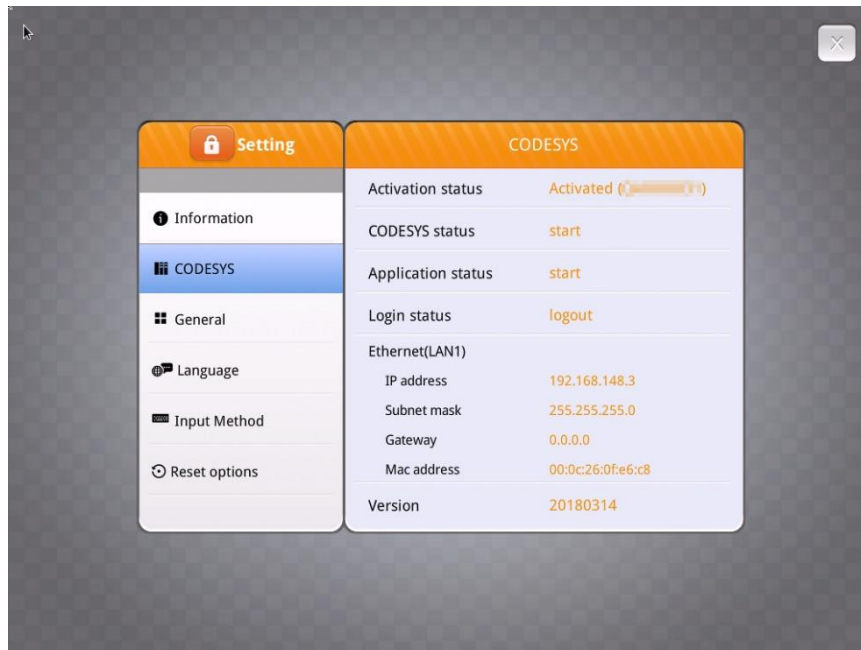 Setting
Information
CODESYS
General
Language
Input Method
Reset options
CODESYS
Activation status Activated ( )
CODESYS status start
Application status start
Login status logout
Ethernet(LAN1)
IP address 192.168.148.3
Subnet mask 255.255.255.0
Gateway 0.0.0.0
Mac address 00:0c:26:0f:e6:c8
Version 20180314